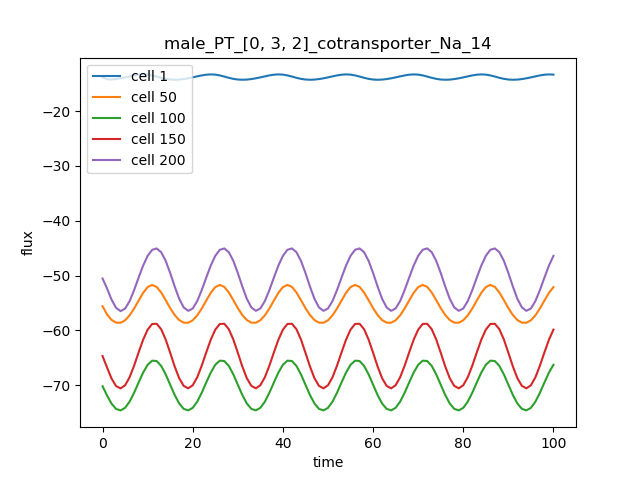 male_PT_[0, 3, 2]_cotransporter_Na_14
cell 1
cell 50
cell 100
cell 150
cell 200
flux
−20
−30
−40
−50
−60
−70
0 20 40 60 80 100
time